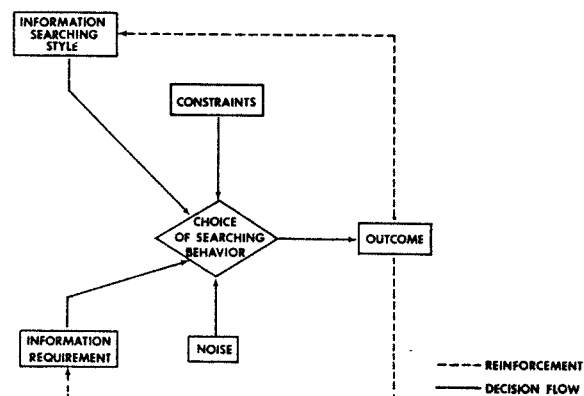 INFORMATION
SEARCHING
STYLE
CONSTRAINTS
CHOICE
OF SEARCHING
BEHAVIOR
OUTCOME
INFORMATION
REQUIREMENT
NOISE
REINFORCEMENT
DECISION FLOW